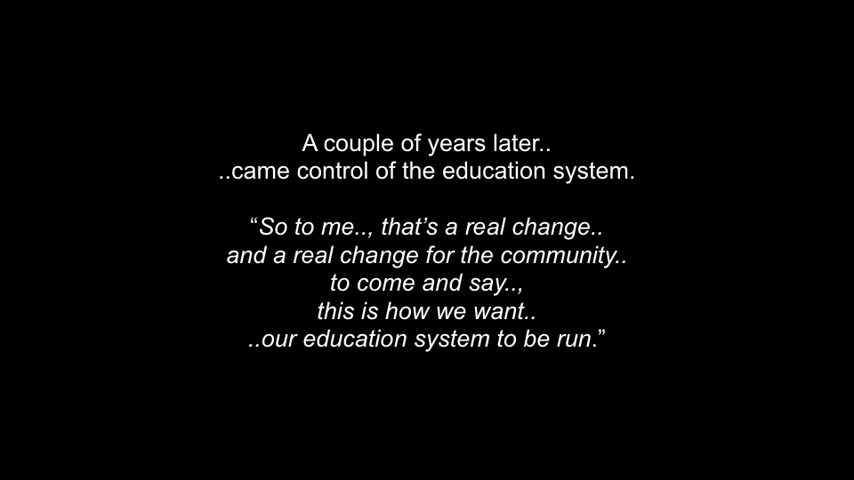 A couple of years later..
..came control of the education system.
“So to me.., that’s a real change..
and a real change for the community..
to come and say..,
this is how we want..
..our education system to be run.”